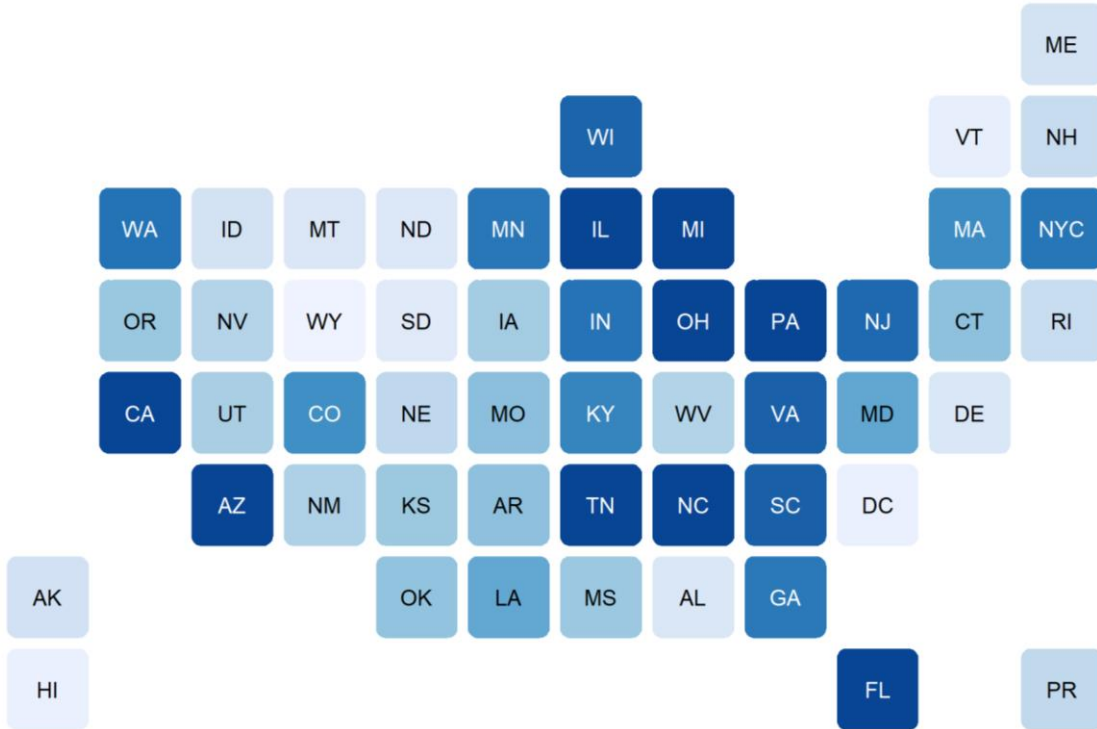 ME
WI VT NH
WA ID MT ND MN IL MI MA NYC
OR NV WY SD IA IN OH PA NJ CT RI
CA UT CO NE MO KY WV VA MD DE
AZ NM KS AR TN NC SC DC
AK OK LA MS AL GA
HI FL PR